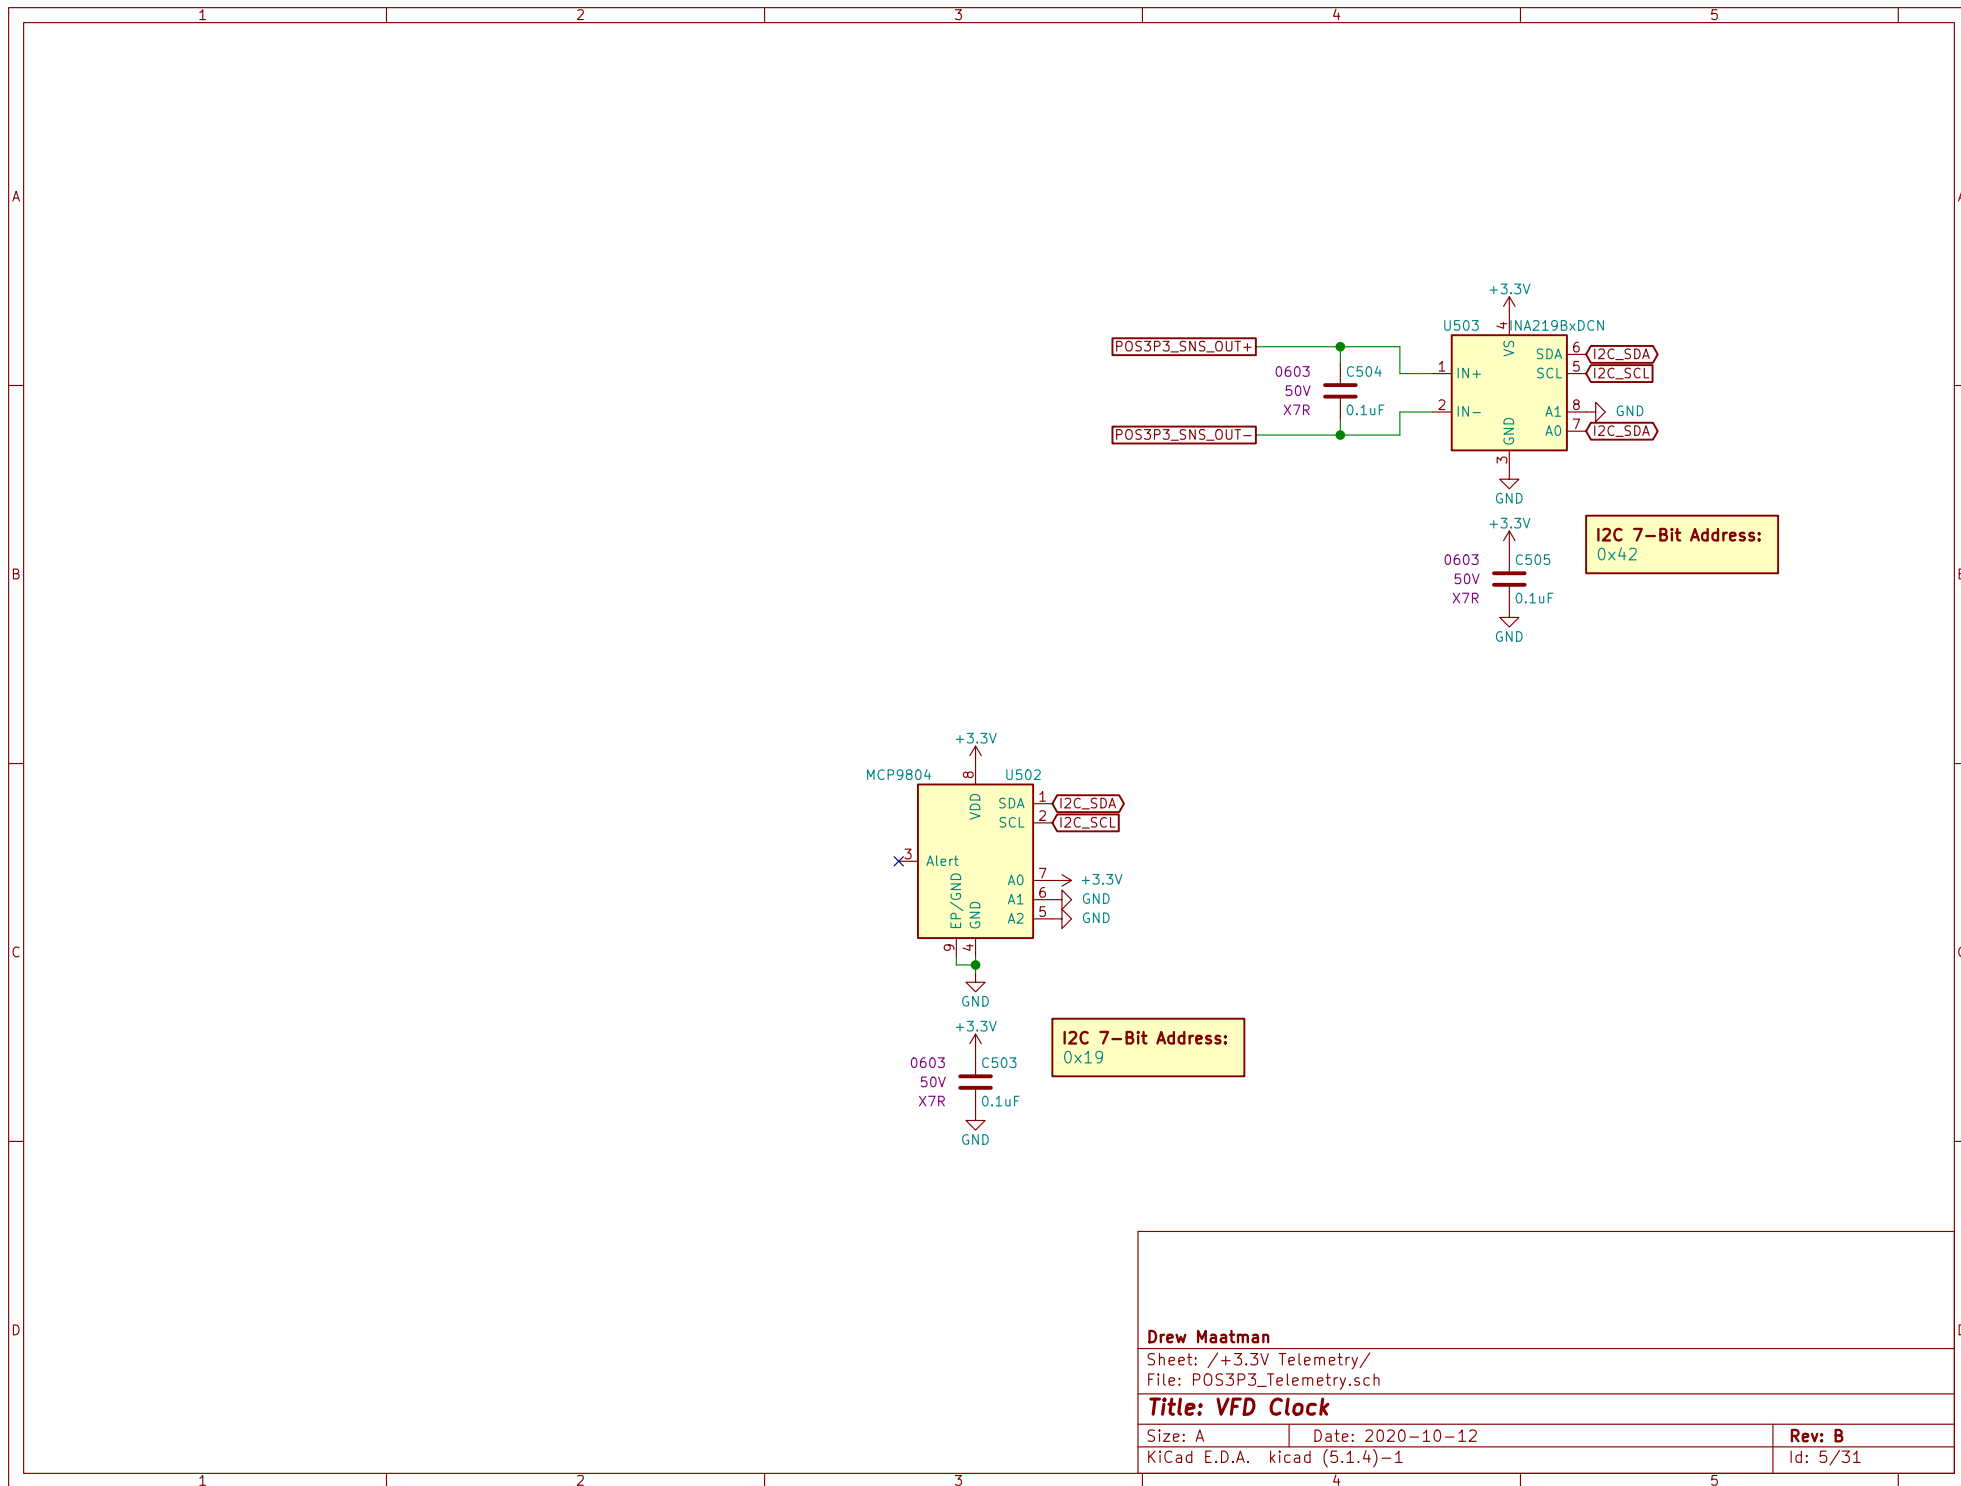 1 2 3 4 5
A
A
+3.3V
U503 4 INA219BxDCN
POS3P3_SNS_OUT+
VS
SDA 6 I2C_SDA
0603 C504
1 IN+
SCL 5 I2C_SCL
50V
X7R 0.1uF
2 IN-
A1 8 GND
POS3P3_SNS_OUT-
GND
A0 7 I2C_SDA
3
GND
+3.3V
I2C 7-Bit Address:
0x42
0603 C505
50V
X7R 0.1uF
GND
B
+3.3V
MCP9804 8 U502
VDD
SDA 1 I2C_SDA
SCL 2 I2C_SCL
3 Alert
A0 7 +3.3V
A1 6 GND
A2 5 GND
EP/GND
GND
9 4
GND
C
+3.3V
I2C 7-Bit Address:
0x19
0603 C503
50V
X7R 0.1uF
GND
D
Drew Maatman
Sheet: /+3.3V Telemetry/
File: POS3P3_Telemetry.sch
Title: VFD Clock
Size: A Date: 2020-10-12 Rev: B
KiCad E.D.A. kicad (5.1.4)-1 Id: 5/31
1 2 3 4 5